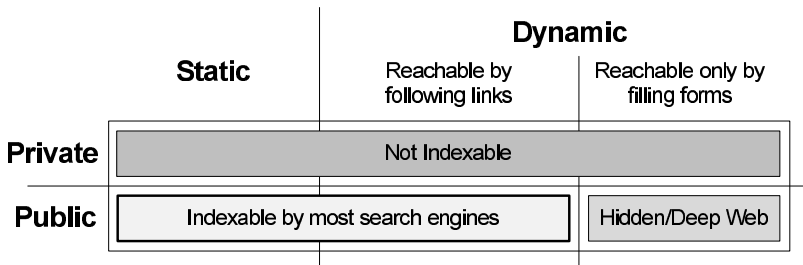 Dynamic
Static
Reachable by
following links
Reachable only by
filling forms
Private
Not Indexable
Public
Indexable by most search engines
Hidden/Deep Web